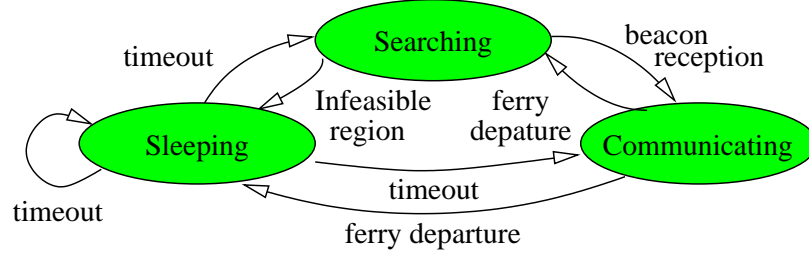 Searching
beacon
reception
timeout
Infeasible
region
ferry
depature
Sleeping
Communicating
timeout
timeout
ferry departure